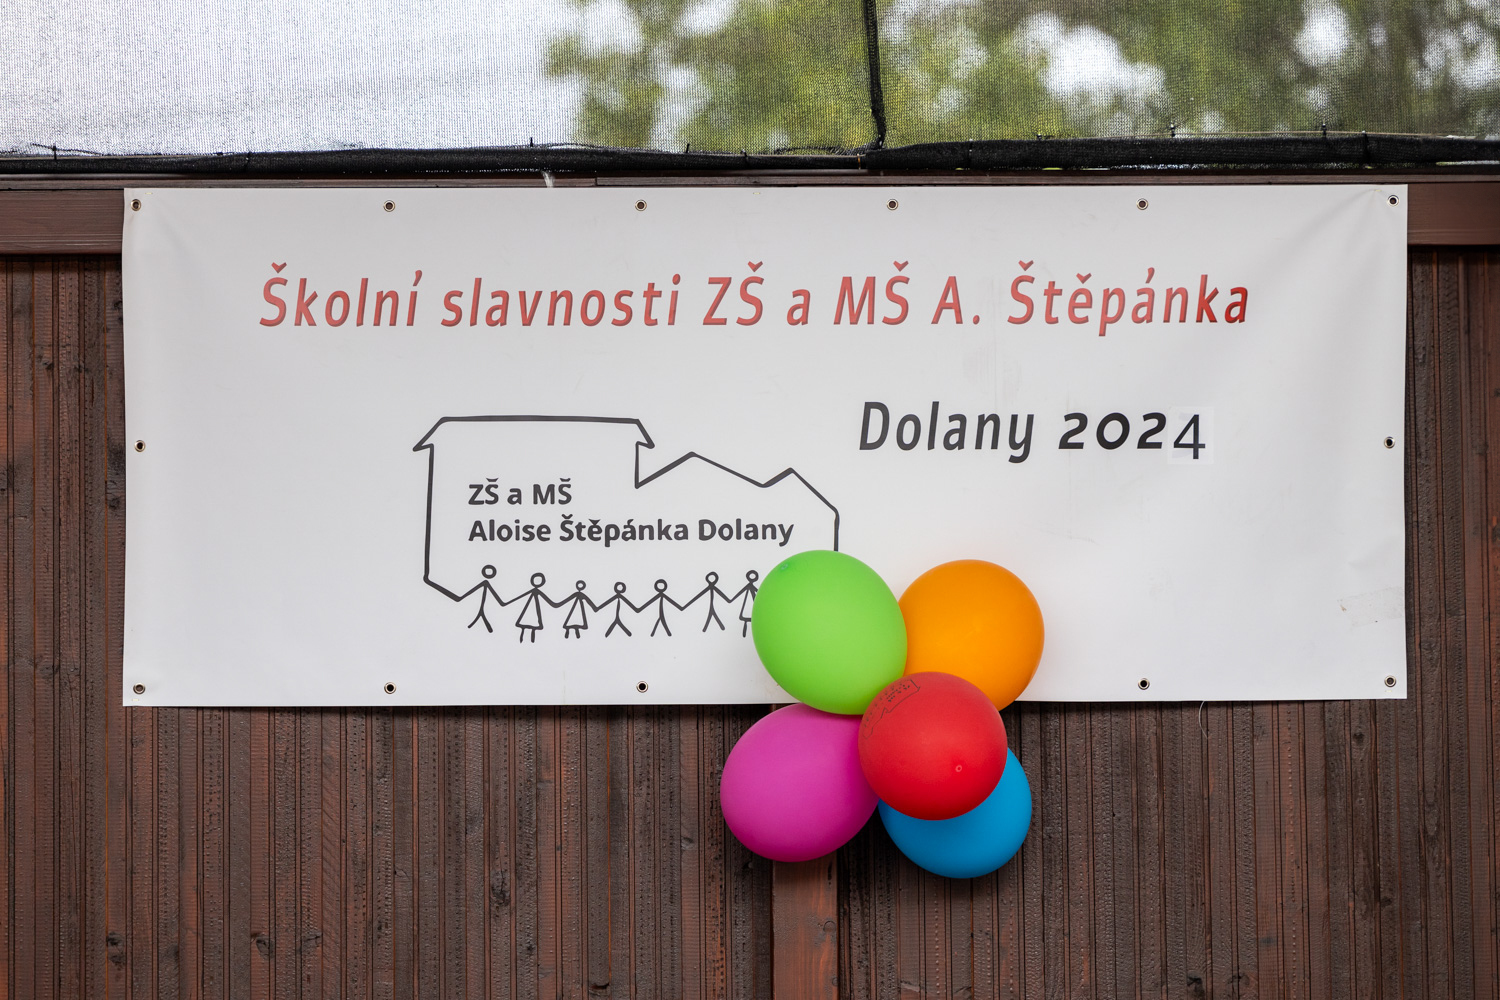 Školní slavnosti ZŠ a MŠ A. Štěpánka
Dolany 2024
ZŠ a MŠ
Aloise Štěpánka Dolany